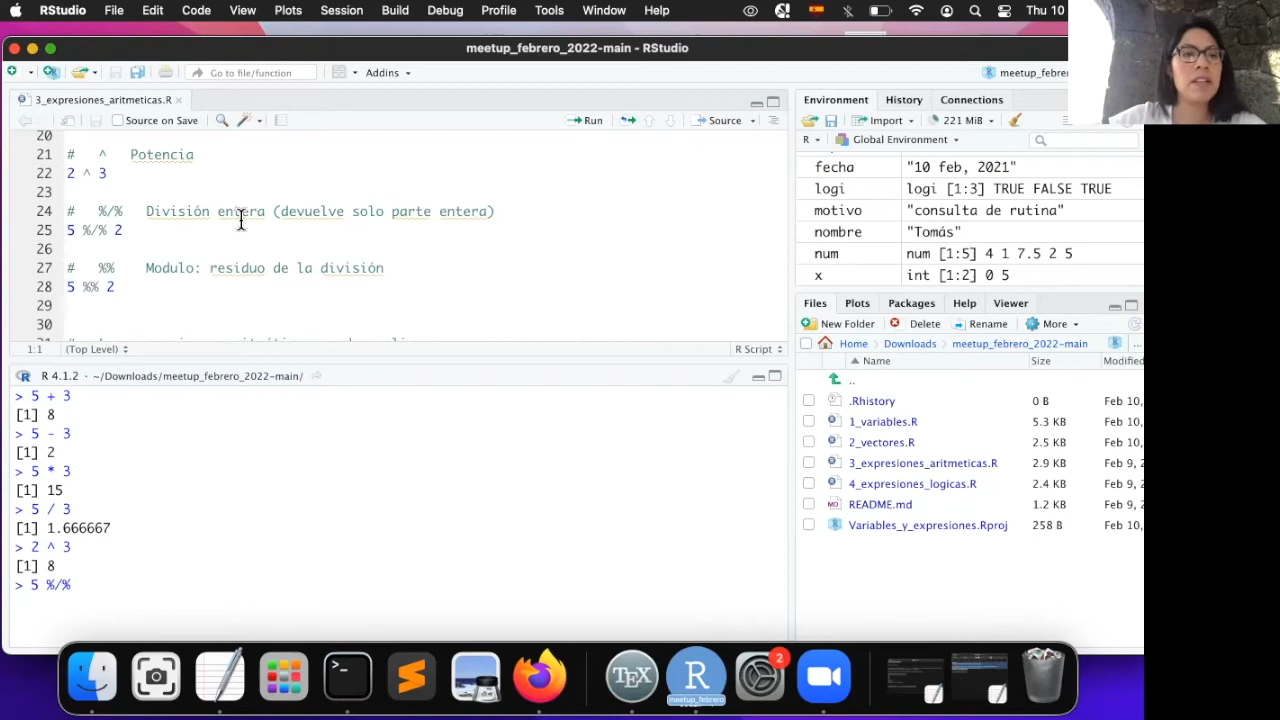 Code View Plots Session Build Debug Profile Tools Window Help Thu 10
File Edit
meetup_febrero_2022-main - RStudio
Go to file/function Addins meetup_febre
3_expresiones_aritmeticas.R
Source on Save Run Source
20
21 # ^ Potencia
22 2 ^ 3
23
24 # %/% División entera (devuelve solo parte entera)
25 5 %/% 2
26
27 # %% Modulo: residuo de la división
28 5 %% 2
29
30
1:1 (Top Level) R Script
R 4.1.2 · ~/Downloads/meetup_febrero_2022-main/
> 5 + 3
[1] 8
> 5 - 3
[1] 2
> 5 * 3
[1] 15
> 5 / 3
[1] 1.666667
> 2 ^ 3
[1] 8
> 5 %/%
Environment History Connections
Import 221 MiB
R Global Environment
fecha "10 feb, 2021"
logi logi [1:3] TRUE FALSE TRUE
motivo "consulta de rutina"
nombre "Tomás"
num num [1:5] 4 1 7.5 2 5
x int [1:2] 0 5
Files Plots Packages Help Viewer
New Folder Delete Rename More
Home Downloads meetup_febrero_2022-main ...
Name Size Modified
..
.Rhistory 0 B Feb 10,
1_variables.R 5.3 KB Feb 10,
2_vectores.R 2.5 KB Feb 10,
3_expresiones_aritmeticas.R 2.9 KB Feb 9, 2
4_expresiones_logicas.R 2.4 KB Feb 9, 2
README.md 1.2 KB Feb 9, 2
Variables_y_expresiones.Rproj 258 B Feb 10,
TEX
R
2
meetup_febrero